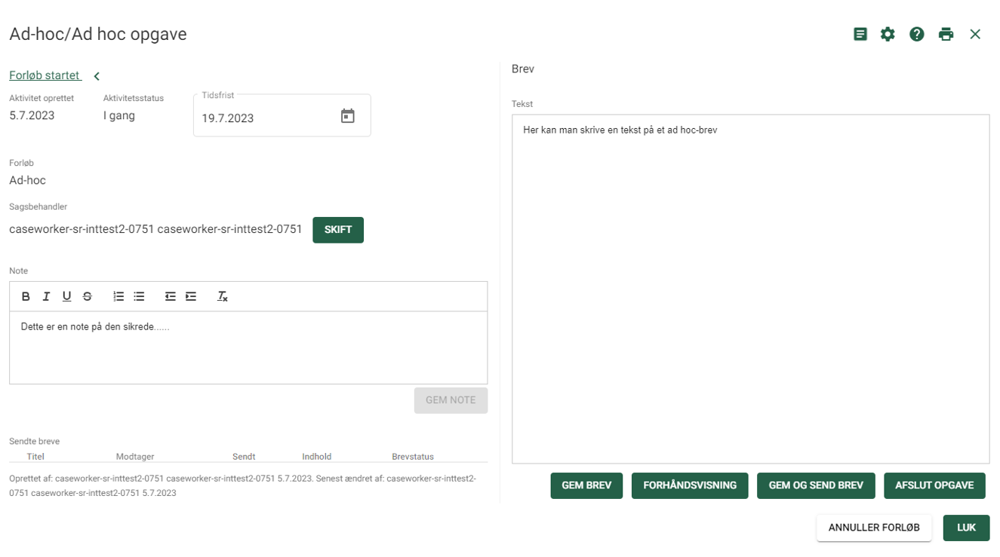 Ad-hoc/Ad hoc opgave
Forløb startet
Aktivitet oprettet
5.7.2023
Aktivitetsstatus
I gang
Tidsfrist
19.7.2023
Forløb
Ad-hoc
Sagsbehandler
caseworker-sr-inttest2-0751 caseworker-sr-inttest2-0751
SKIFT
Note
Dette er en note på den sikrede......
GEM NOTE
Sendte breve
Titel Modtager Sendt Indhold Brevstatus
Oprettet af: caseworker-sr-inttest2-0751 caseworker-sr-inttest2-0751 5.7.2023. Senest ændret af: caseworker-sr-inttest2-
0751 caseworker-sr-inttest2-0751 5.7.2023
Brev
Tekst
Her kan man skrive en tekst på et ad hoc-brev
GEM BREV
FORHÅNDSVISNING
GEM OG SEND BREV
AFSLUT OPGAVE
ANNULLER FORLØB
LUK